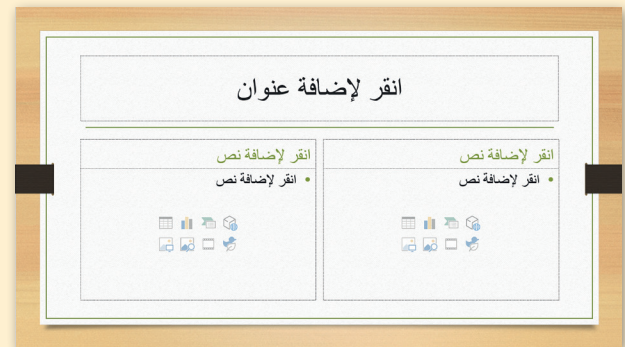 انقر لإضافة عنوان
انقر لإضافة نص
• انقر لإضافة نص
انقر لإضافة نص
• انقر لإضافة نص